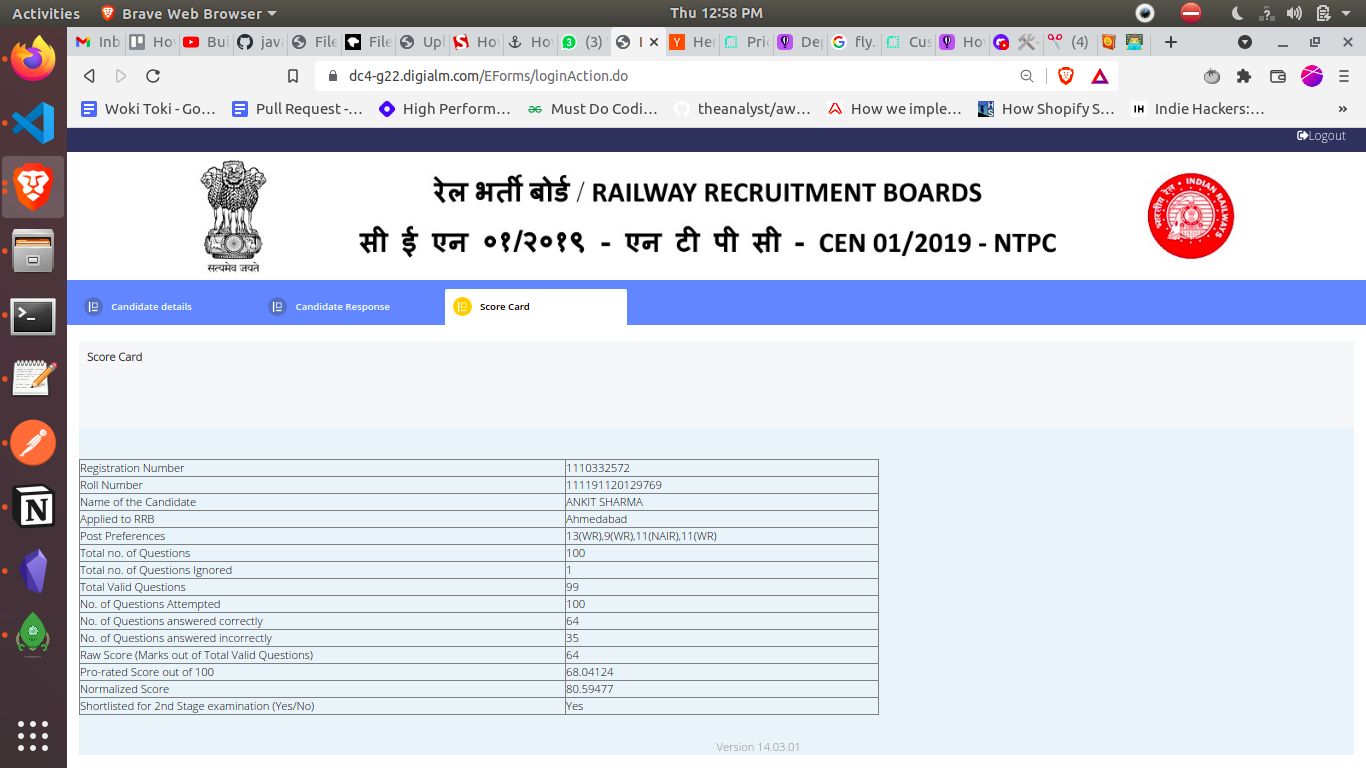 Activities Brave Web Browser Thu 12:58 PM
Inb Ho Bui jav File File Upl Ho Ho (3) I Her Pric Dep fly. Cus Ho (4)
dc4-g22.digialm.com/EForms/loginAction.do
Woki Toki - Go... Pull Request -... High Perform... Must Do Codi... theanalyst/aw... How we imple... How Shopify S... IH Indie Hackers:... »
Logout
रेल भर्ती बोर्ड / RAILWAY RECRUITMENT BOARDS
सी ई एन ०१/२०१९ - एन टी पी सी - CEN 01/2019 - NTPC
सत्यमेव जयते
भारतीय रेल INDIAN RAILWAYS
Candidate details Candidate Response Score Card
Score Card
Registration Number 1110332572
Roll Number 111191120129769
Name of the Candidate ANKIT SHARMA
Applied to RRB Ahmedabad
Post Preferences 13(WR),9(WR),11(NAIR),11(WR)
Total no. of Questions 100
Total no. of Questions Ignored 1
Total Valid Questions 99
No. of Questions Attempted 100
No. of Questions answered correctly 64
No. of Questions answered incorrectly 35
Raw Score (Marks out of Total Valid Questions) 64
Pro-rated Score out of 100 68.04124
Normalized Score 80.59477
Shortlisted for 2nd Stage examination (Yes/No) Yes
Version 14.03.01